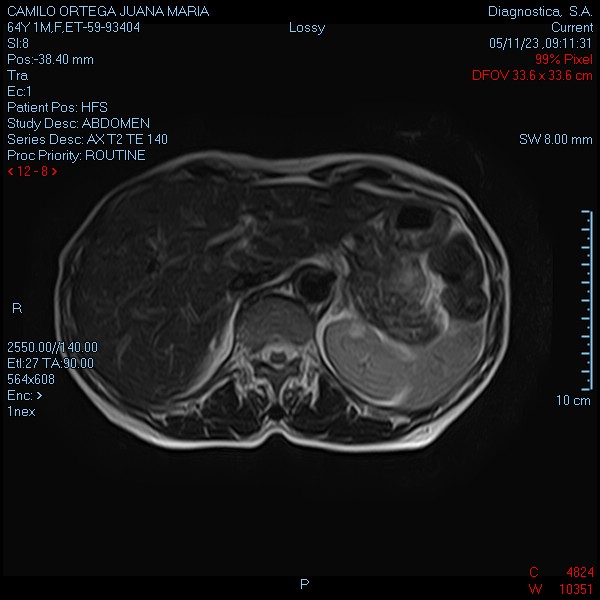 CAMILO ORTEGA JUANA MARIA
64Y 1M,F,ET-59-93404
Sl:8
Pos:-38.40 mm
Tra
Ec:1
Patient Pos: HFS
Study Desc: ABDOMEN
Series Desc: AX T2 TE 140
Proc Priority: ROUTINE
< 12 - 8 >
Lossy
Diagnostica, S.A.
Current
05/11/23 ,09:11:31
99% Pixel
DFOV 33.6 x 33.6 cm
SW 8.00 mm
R
2550.00//140.00
Etl:27 TA:90.00
564x608
Enc: >
1nex
10 cm
P
C 4824
W 10351